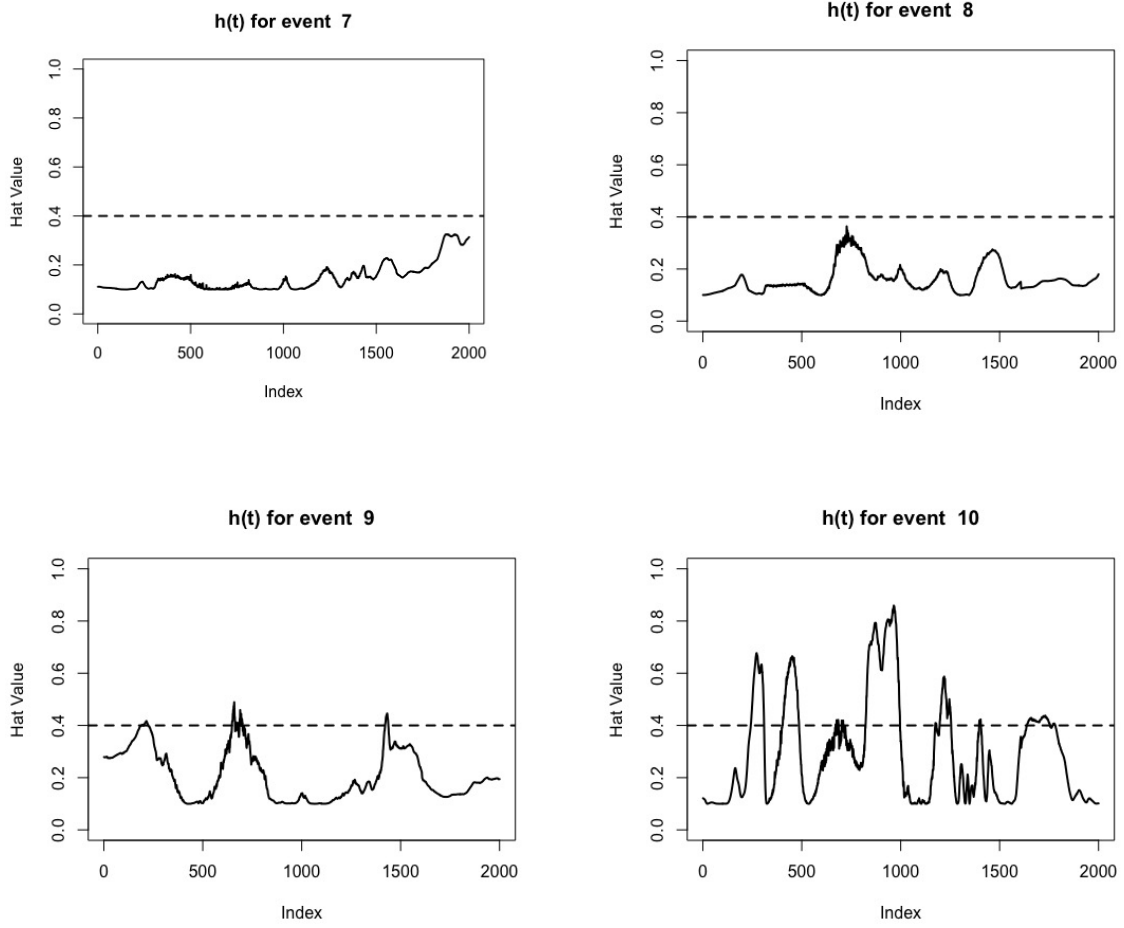 h(t) for event 7
1.0
0.8
0.6
0.4
0.2
0.0
Hat Value
0 500 1000 1500 2000
Index
h(t) for event 8
1.0
0.8
0.6
0.4
0.2
0.0
Hat Value
0 500 1000 1500 2000
Index
h(t) for event 9
1.0
0.8
0.6
0.4
0.2
0.0
Hat Value
0 500 1000 1500 2000
Index
h(t) for event 10
1.0
0.8
0.6
0.4
0.2
0.0
Hat Value
0 500 1000 1500 2000
Index